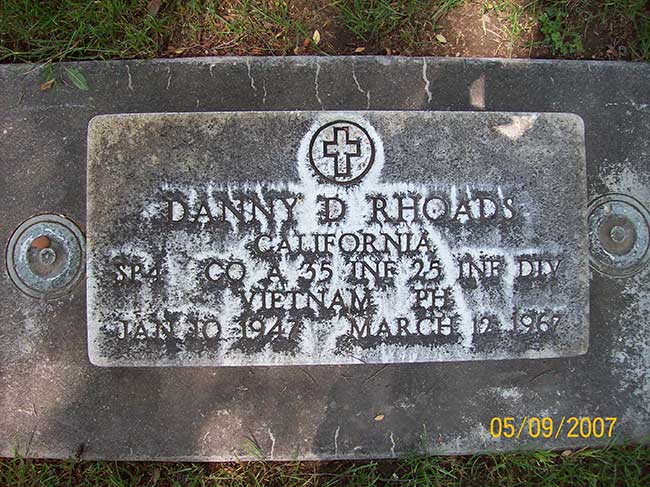 DANNY D RHOADS
CALIFORNIA
SP4 CO A 35 INF 25 INF DIV
VIETNAM PH
JAN 10 1947 MARCH 12 1967
05/09/2007